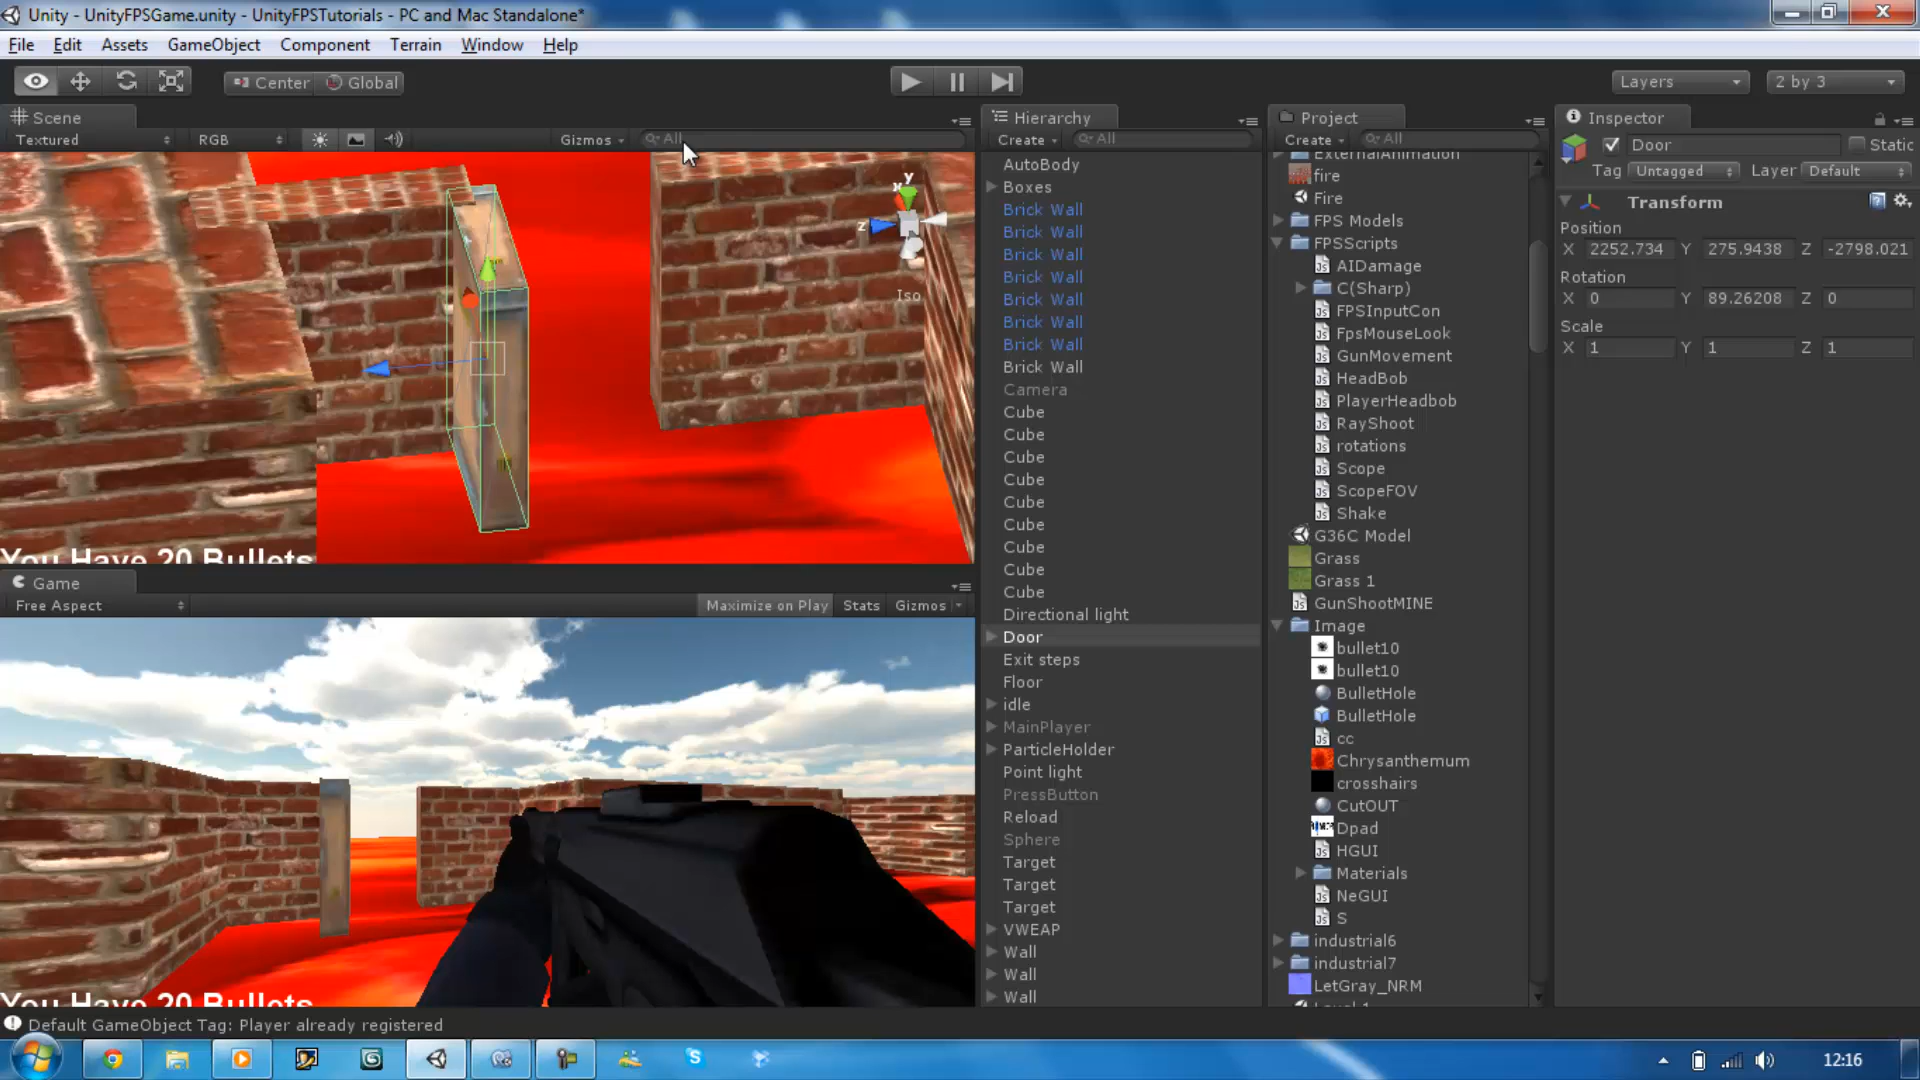 Unity - UnityFPSGame.unity - UnityFPSTutorials - PC and Mac Standalone*
File Edit Assets GameObject Component Terrain Window Help
Center Global
Layers 2 by 3
Scene
Textured RGB Gizmos All
You Have 20 Bullets
Game
Free Aspect Maximize on Play Stats Gizmos
You Have 20 Bullets
y
x
z
Iso
Hierarchy
Create All
AutoBody
Boxes
Brick Wall
Brick Wall
Brick Wall
Brick Wall
Brick Wall
Brick Wall
Brick Wall
Brick Wall
Camera
Cube
Cube
Cube
Cube
Cube
Cube
Cube
Cube
Cube
Directional light
Door
Exit steps
Floor
idle
MainPlayer
ParticleHolder
Point light
PressButton
Reload
Sphere
Target
Target
Target
VWEAP
Wall
Wall
Wall
Project
Create All
ExternalAnimation
fire
Fire
FPS Models
FPSScripts
AIDamage
C(Sharp)
FPSInputCon
FpsMouseLook
GunMovement
HeadBob
PlayerHeadbob
RayShoot
rotations
Scope
ScopeFOV
Shake
G36C Model
Grass
Grass 1
GunShootMINE
Image
bullet10
bullet10
BulletHole
BulletHole
cc
Chrysanthemum
crosshairs
CutOUT
Dpad
HGUI
Materials
NeGUI
S
industrial6
industrial7
LetGray_NRM
Inspector
Door Static
Tag Untagged Layer Default
Transform
Position
X 2252.734 Y 275.9438 Z -2798.021
Rotation
X 0 Y 89.26208 Z 0
Scale
X 1 Y 1 Z 1
Default GameObject Tag: Player already registered
12:16